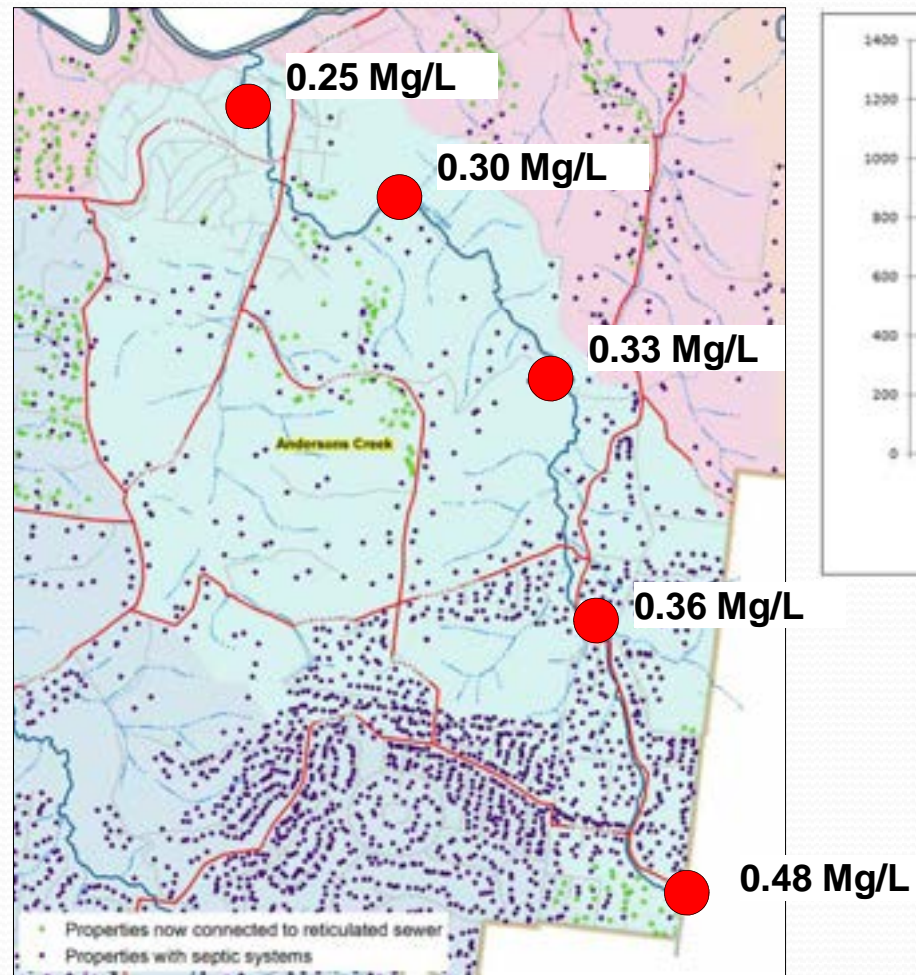 0.25 Mg/L
0.30 Mg/L
0.33 Mg/L
Andersons Creek
0.36 Mg/L
0.48 Mg/L
Properties now connected to reticulated sewer
Properties with septic systems
1400
1200
1000
800
600
400
200
0